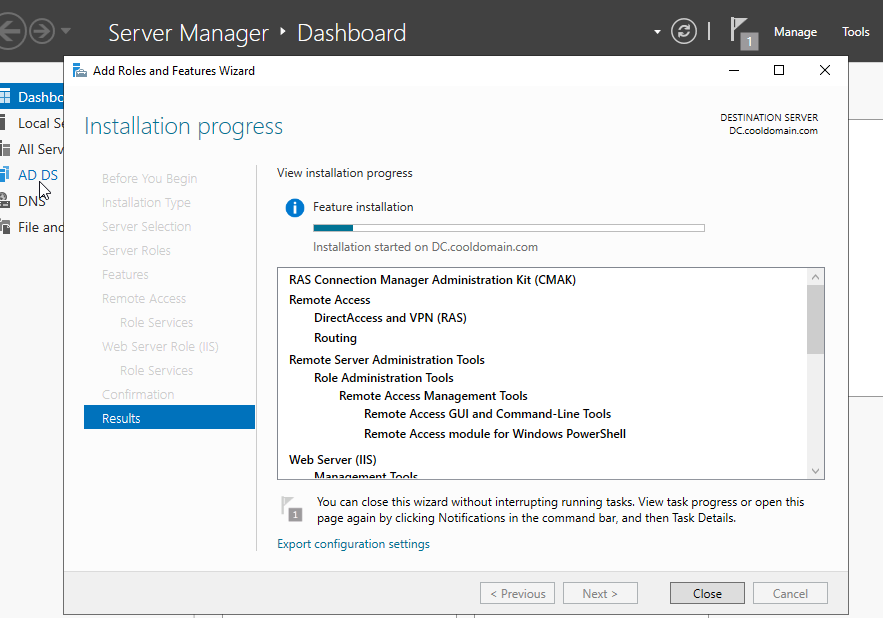 Server Manager ‣ Dashboard
1
Manage
Tools
Add Roles and Features Wizard
Dashbo
Local Se
All Serv
AD DS
DNS
File and
Installation progress
DESTINATION SERVER
DC.cooldomain.com
Before You Begin
Installation Type
Server Selection
Server Roles
Features
Remote Access
Role Services
Web Server Role (IIS)
Role Services
Confirmation
Results
View installation progress
Feature installation
Installation started on DC.cooldomain.com
RAS Connection Manager Administration Kit (CMAK)
Remote Access
DirectAccess and VPN (RAS)
Routing
Remote Server Administration Tools
Role Administration Tools
Remote Access Management Tools
Remote Access GUI and Command-Line Tools
Remote Access module for Windows PowerShell
Web Server (IIS)
Management Tools
1
You can close this wizard without interrupting running tasks. View task progress or open this
page again by clicking Notifications in the command bar, and then Task Details.
Export configuration settings
< Previous
Next >
Close
Cancel